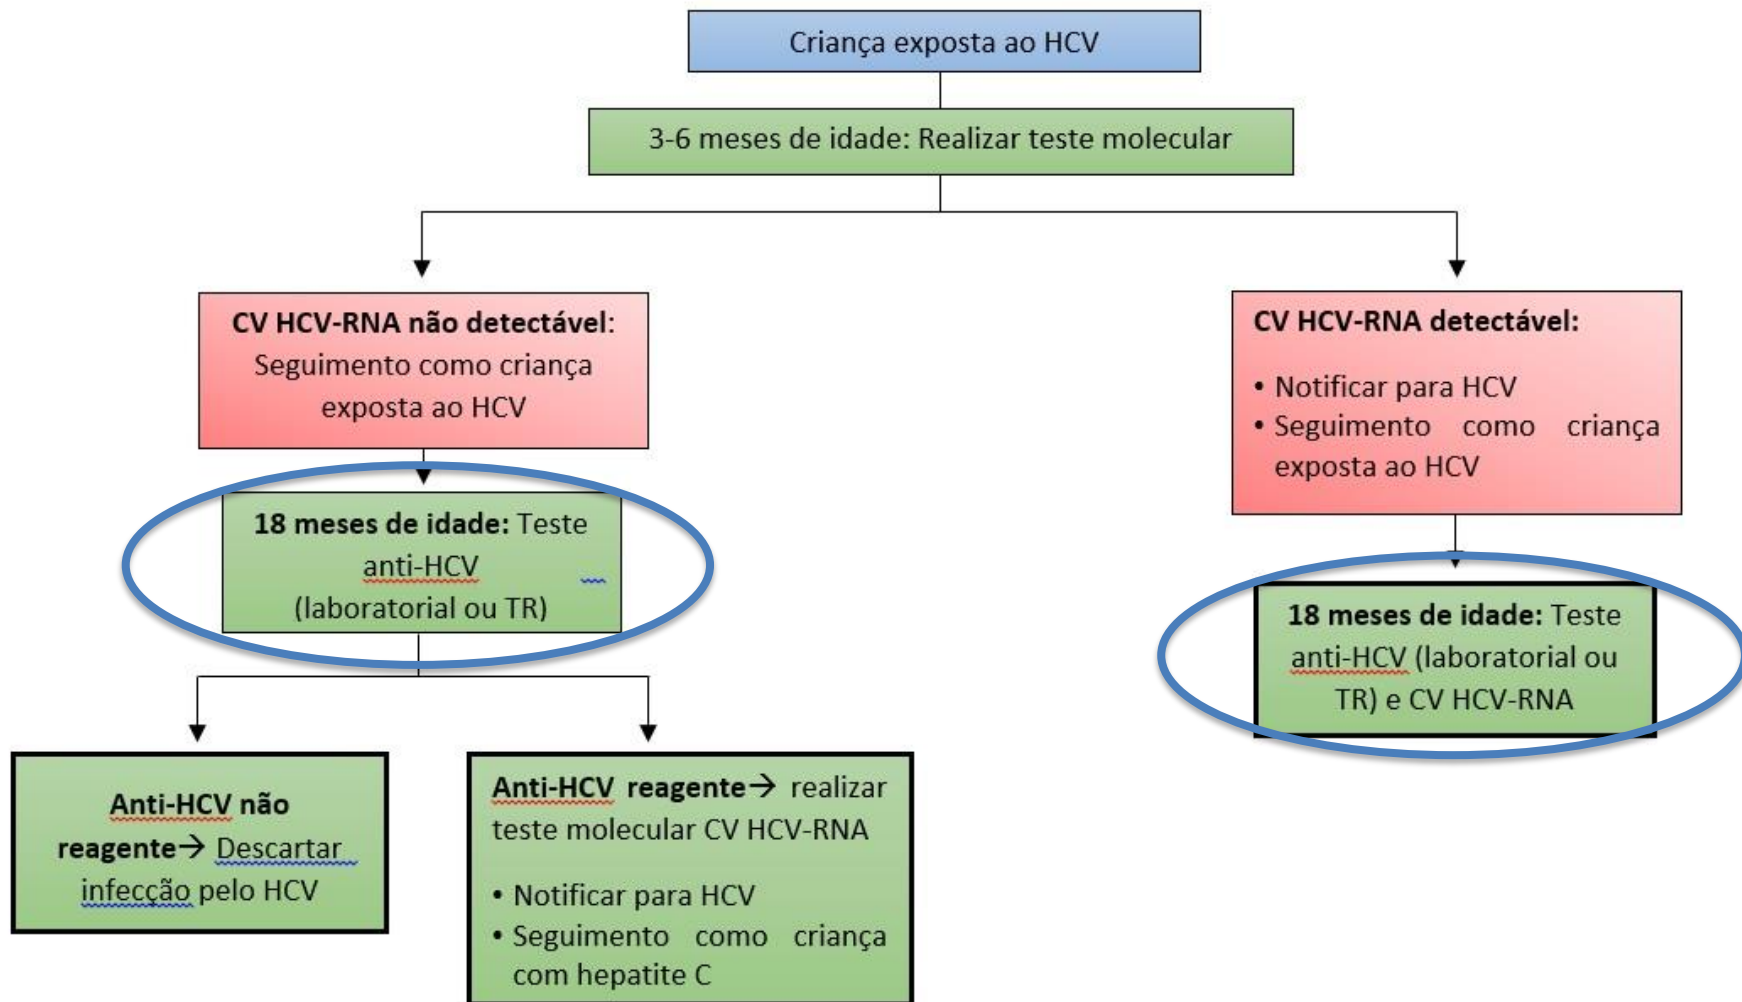 Criança exposta ao HCV
3-6 meses de idade: Realizar teste molecular
CV HCV-RNA não detectável:
Seguimento como criança
exposta ao HCV
CV HCV-RNA detectável:
• Notificar para HCV
• Seguimento como criança
exposta ao HCV
18 meses de idade: Teste
anti-HCV
(laboratorial ou TR)
18 meses de idade: Teste
anti-HCV (laboratorial ou
TR) e CV HCV-RNA
Anti-HCV não
reagente→ Descartar
infecção pelo HCV
Anti-HCV reagente→ realizar
teste molecular CV HCV-RNA
• Notificar para HCV
• Seguimento como criança
com hepatite C